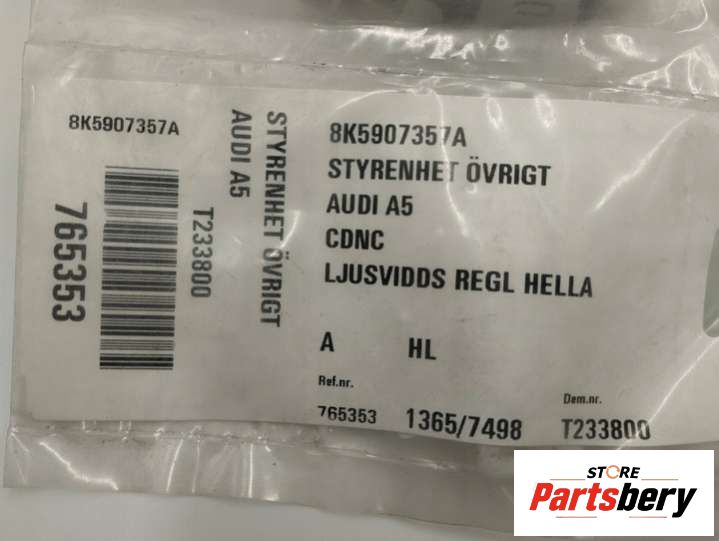 8K5907357A
765353
T233800
AUDI A5
STYRENHET ÖVRIGT
8K5907357A
STYRENHET ÖVRIGT
AUDI A5
CDNC
LJUSVIDDS REGL HELLA
A HL
Ref.nr. Dem.nr.
765353 1365/7498 T233800
STORE
Partsbery